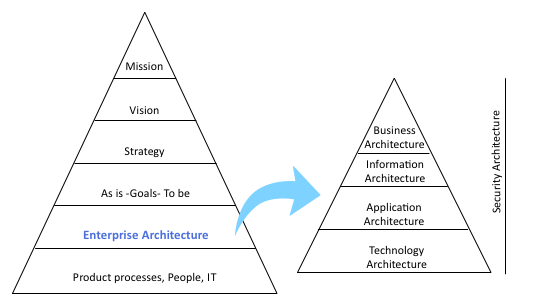 Mission
Vision
Strategy
As is -Goals- To be
Enterprise Architecture
Product processes, People, IT
Business
Architecture
Information
Architecture
Application
Architecture
Technology
Architecture
Security Architecture